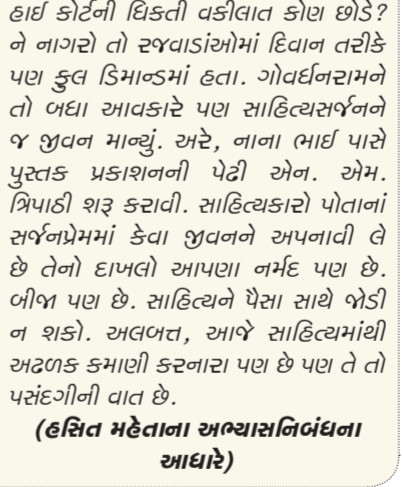 હાઈ કોર્ટની ધિકતી વકીલાત કોણ છોડે?
ને નાગરો તો રજવાડાંઓમાં દિવાન તરીકે
પણ ફુલ ડિમાન્ડમાં હતા. ગોવર્ધનરામને
તો બધા આવકારે પણ સાહિત્યસર્જનને
જ જીવન માન્યું. અરે, નાના ભાઈ પાસે
પુસ્તક પ્રકાશનની પેઢી એન. એમ.
ત્રિપાઠી શરૂ કરાવી. સાહિત્યકારો પોતાનાં
સર્જનપ્રેમમાં કેવા જીવનને અપનાવી લે
છે તેનો દાખલો આપણા નર્મદ પણ છે.
બીજા પણ છે. સાહિત્યને પૈસા સાથે જોડી
ન શકો. અલબત્ત, આજે સાહિત્યમાંથી
અઢળક કમાણી કરનારા પણ છે પણ તે તો
પસંદગીની વાત છે.
(હસિત મહેતાના અભ્યાસનિબંધના
આધારે)